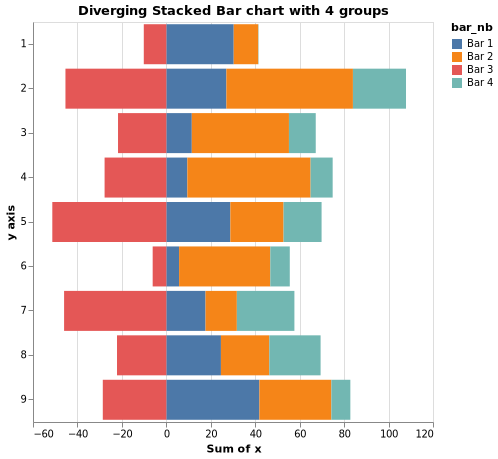 Diverging Stacked Bar chart with 4 groups
bar_nb
Bar 1
Bar 2
Bar 3
Bar 4
y axis
1
2
3
4
5
6
7
8
9
−60 −40 −20 0 20 40 60 80 100 120
Sum of x